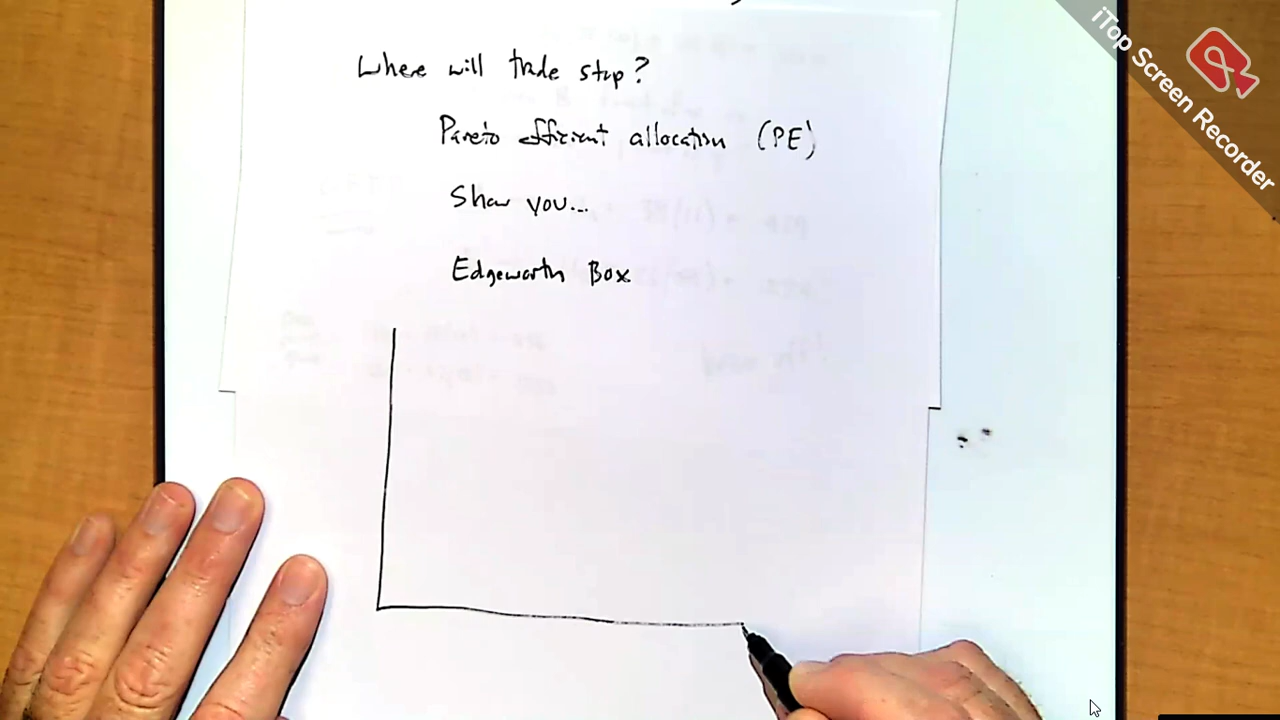 Where will trade stop?
Pareto efficient allocation (PE)
Show you...
Edgeworth Box
iTop Screen Recorder